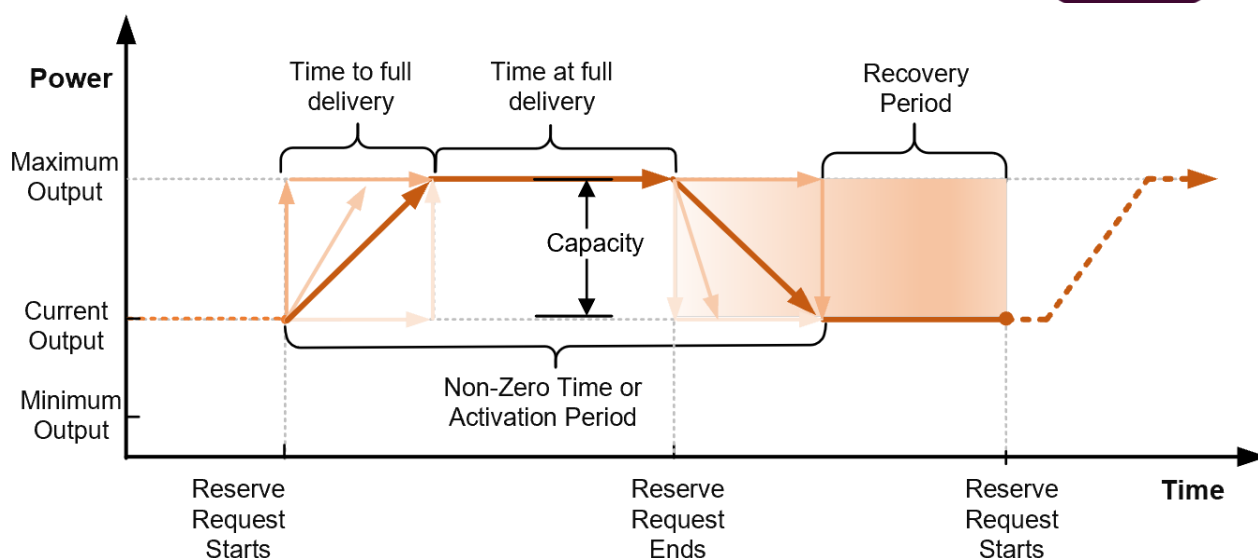 Power
Time to full
delivery
Time at full
delivery
Recovery
Period
Maximum
Output
Capacity
Current
Output
Non-Zero Time or
Activation Period
Minimum
Output
Reserve
Request
Starts
Reserve
Request
Ends
Reserve
Request
Starts
Time